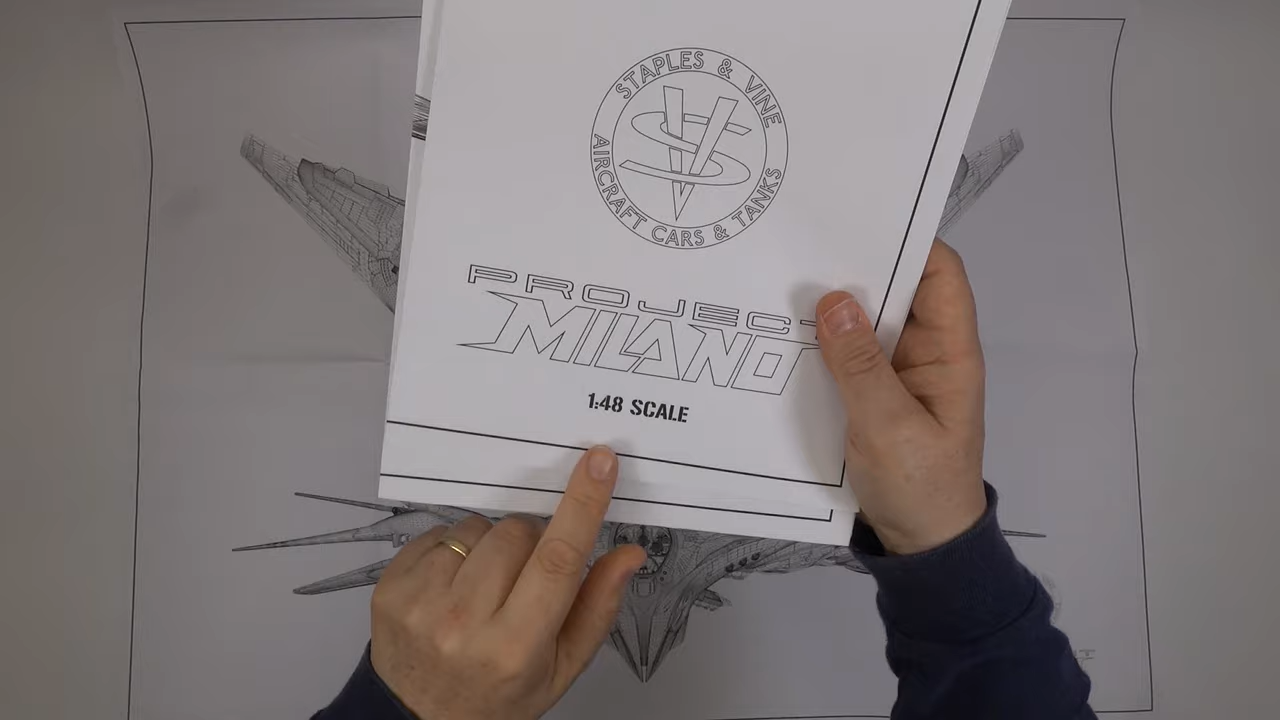 STAPLES & VINE
AIRCRAFT CARS & TANKS
PROJECT
MILANO
1:48 SCALE